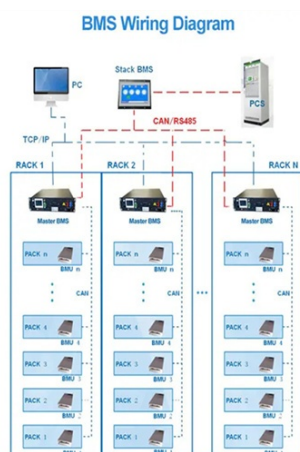 BMS Wiring Diagram
Stack BMS
PC
PCS
CAN/RS485
TCP/IP
RACK 1
RACK 2
RACK N
Master BMS
Master BMS
Master BMS
PACK n
BMU n
PACK n
BMU n
PACK n
BMU n
CAN
CAN
CAN
PACK 4
BMU 4
PACK 4
BMU 4
PACK 4
BMU 4
PACK 3
BMU 3
PACK 3
BMU 3
PACK 3
BMU 3
PACK 2
BMU 2
PACK 2
BMU 2
PACK 2
BMU 2
PACK 1
PACK 1
PACK 1